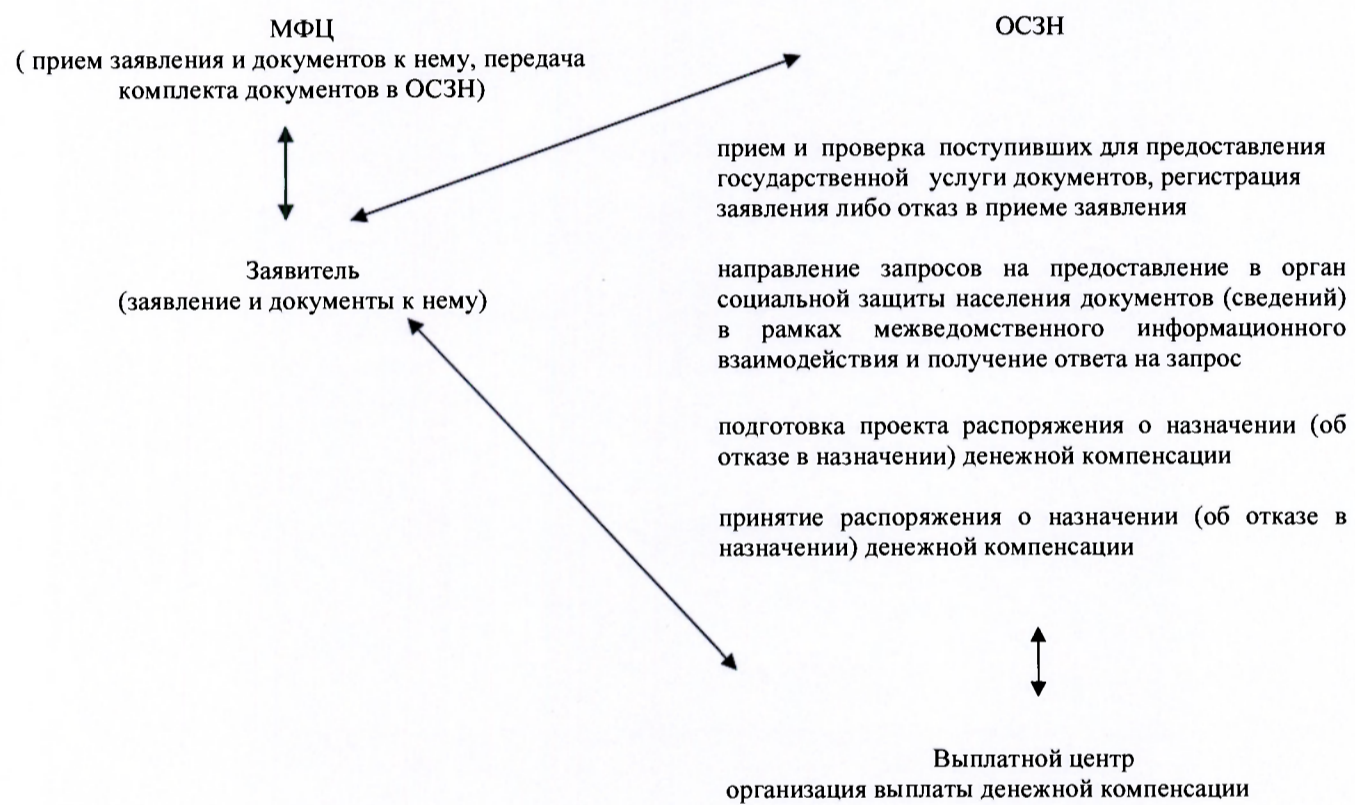 МФЦ
( прием заявления и документов к нему, передача
комплекта документов в ОСЗН)
Заявитель
(заявление и документы к нему)
ОСЗН
прием и проверка поступивших для предоставления
государственной услуги документов, регистрация
заявления либо отказ в приеме заявления
направление запросов на предоставление в орган
социальной защиты населения документов (сведений)
в рамках межведомственного информационного
взаимодействия и получение ответа на запрос
подготовка проекта распоряжения о назначении (об
отказе в назначении) денежной компенсации
принятие распоряжения о назначении (об отказе в
назначении) денежной компенсации
Выплатной центр
организация выплаты денежной компенсации